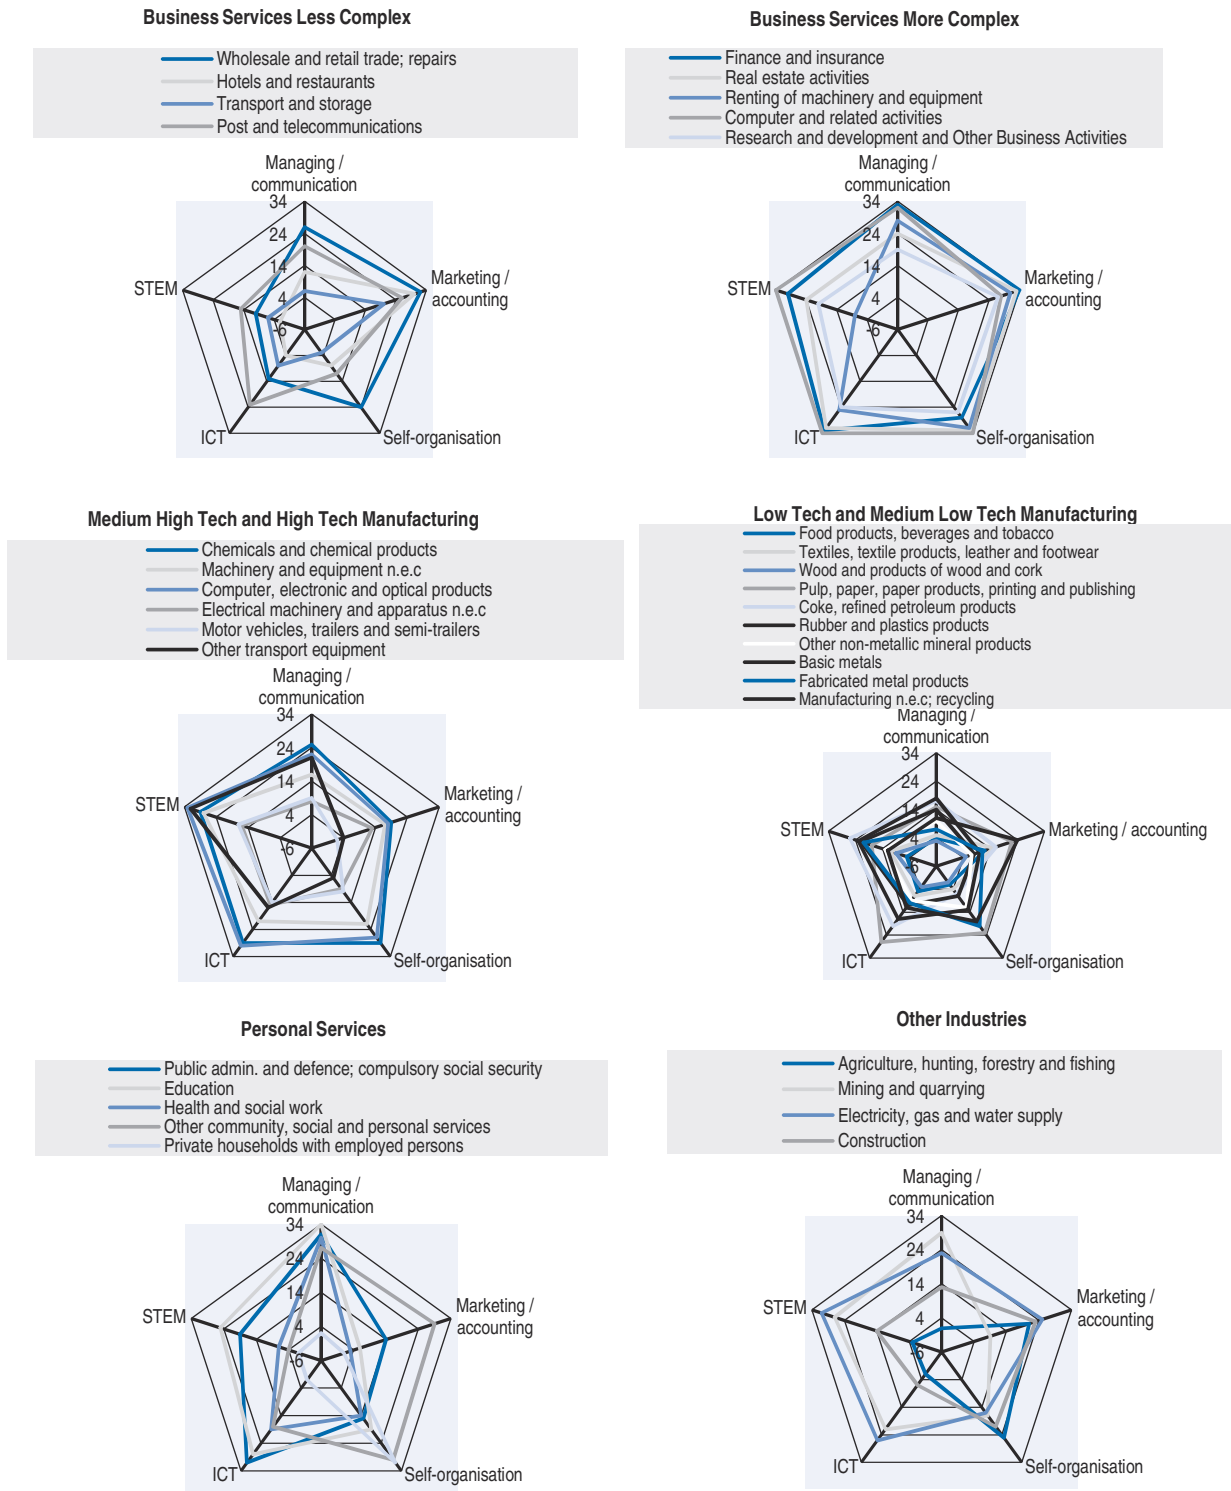 Business Services Less Complex
Wholesale and retail trade; repairs
Hotels and restaurants
Transport and storage
Post and telecommunications
Managing /
communication
34
24
14
4
-6
Marketing /
accounting
Self-organisation
ICT
STEM
Business Services More Complex
Finance and insurance
Real estate activities
Renting of machinery and equipment
Computer and related activities
Research and development and Other Business Activities
Managing /
communication
34
24
14
4
-6
Marketing /
accounting
Self-organisation
ICT
STEM
Medium High Tech and High Tech Manufacturing
Chemicals and chemical products
Machinery and equipment n.e.c
Computer, electronic and optical products
Electrical machinery and apparatus n.e.c
Motor vehicles, trailers and semi-trailers
Other transport equipment
Managing /
communication
34
24
14
4
-6
Marketing /
accounting
Self-organisation
ICT
STEM
Low Tech and Medium Low Tech Manufacturing
Food products, beverages and tobacco
Textiles, textile products, leather and footwear
Wood and products of wood and cork
Pulp, paper, paper products, printing and publishing
Coke, refined petroleum products
Rubber and plastics products
Other non-metallic mineral products
Basic metals
Fabricated metal products
Manufacturing n.e.c; recycling
Managing /
communication
34
24
14
4
-6
Marketing / accounting
Self-organisation
ICT
STEM
Personal Services
Public admin. and defence; compulsory social security
Education
Health and social work
Other community, social and personal services
Private households with employed persons
Managing /
communication
34
24
14
4
-6
Marketing /
accounting
Self-organisation
ICT
STEM
Other Industries
Agriculture, hunting, forestry and fishing
Mining and quarrying
Electricity, gas and water supply
Construction
Managing /
communication
34
24
14
4
-6
Marketing /
accounting
Self-organisation
ICT
STEM